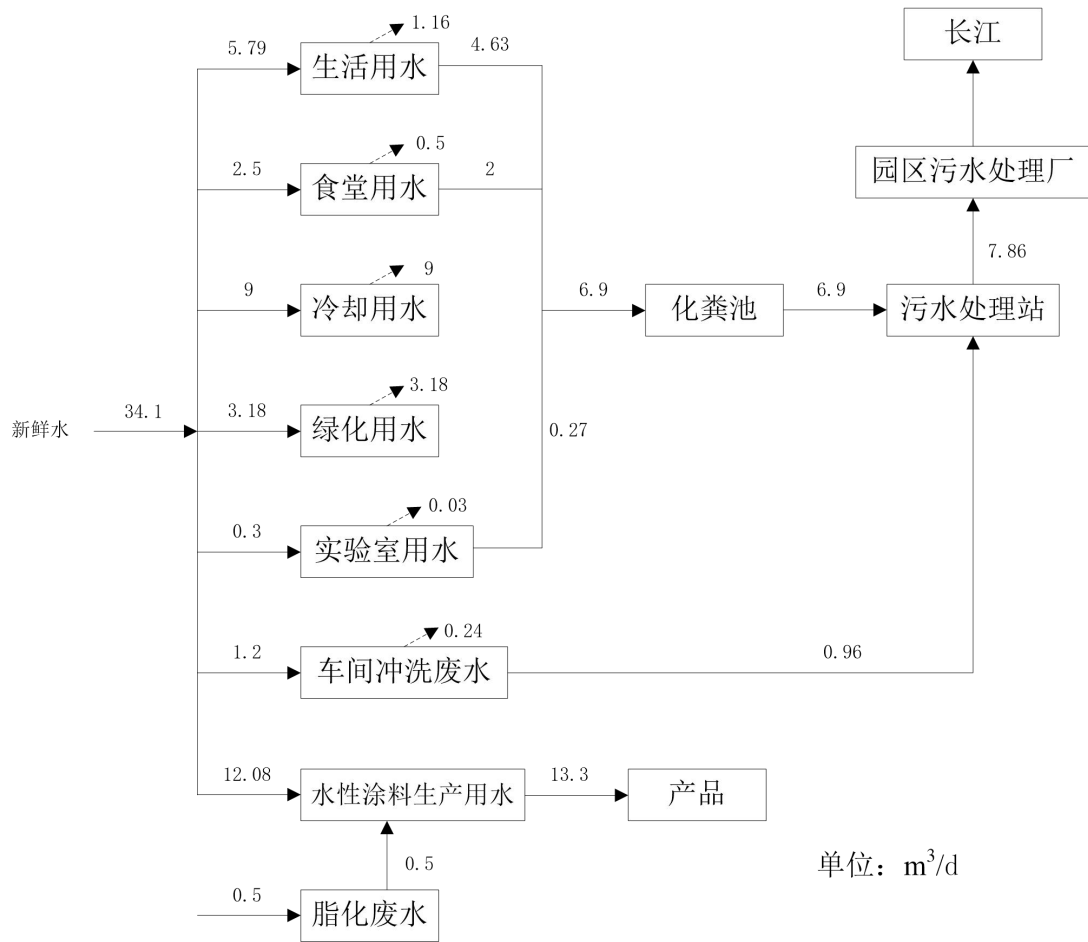 1.16
5.79
生活用水
4.63
长江
0.5
2.5
食堂用水
2
园区污水处理厂
7.86
9
9
冷却用水
6.9
化粪池
6.9
污水处理站
3.18
新鲜水
34.1
3.18
绿化用水
0.27
0.03
0.3
实验室用水
0.24
1.2
车间冲洗废水
0.96
12.08
水性涂料生产用水
13.3
产品
0.5
单位：m³/d
0.5
脂化废水